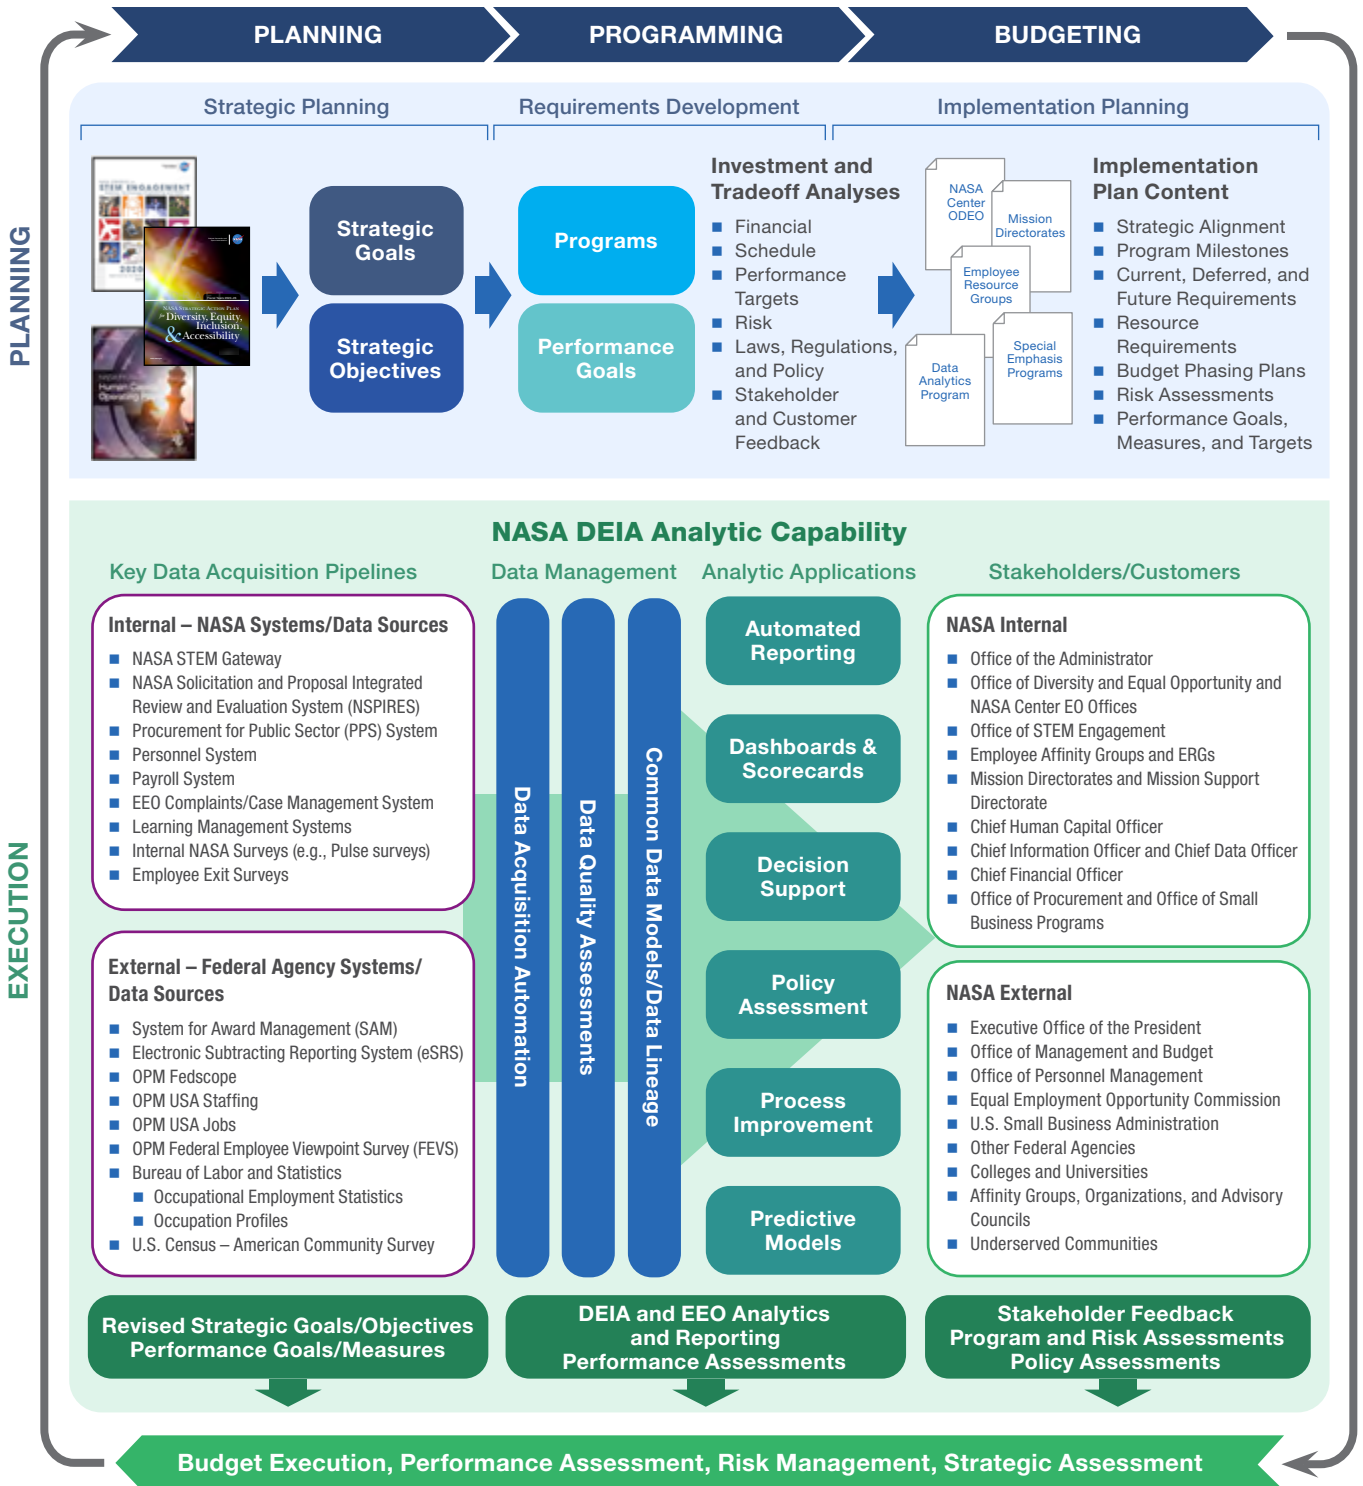 PLANNING
PROGRAMMING
BUDGETING
PLANNING
Strategic Planning
Requirements Development
Implementation Planning
STEM ENGAGEMENT
2020
NASA STRATEGIC ACTION PLAN
for Diversity, Equity,
Inclusion,
& Accessibility
Human Capital
Operating Plan
Strategic
Goals
Strategic
Objectives
Programs
Performance
Goals
Investment and
Tradeoff Analyses
Financial
Schedule
Performance
Targets
Risk
Laws, Regulations,
and Policy
Stakeholder
and Customer
Feedback
NASA
Center
ODEO
Mission
Directorates
Employee
Resource
Groups
Special
Emphasis
Programs
Data
Analytics
Program
Implementation
Plan Content
Strategic Alignment
Program Milestones
Current, Deferred, and
Future Requirements
Resource
Requirements
Budget Phasing Plans
Risk Assessments
Performance Goals,
Measures, and Targets
EXECUTION
NASA DEIA Analytic Capability
Key Data Acquisition Pipelines
Data Management
Analytic Applications
Stakeholders/Customers
Internal – NASA Systems/Data Sources
NASA STEM Gateway
NASA Solicitation and Proposal Integrated
Review and Evaluation System (NSPIRES)
Procurement for Public Sector (PPS) System
Personnel System
Payroll System
EEO Complaints/Case Management System
Learning Management Systems
Internal NASA Surveys (e.g., Pulse surveys)
Employee Exit Surveys
External – Federal Agency Systems/
Data Sources
System for Award Management (SAM)
Electronic Subtracting Reporting System (eSRS)
OPM Fedscope
OPM USA Staffing
OPM USA Jobs
OPM Federal Employee Viewpoint Survey (FEVS)
Bureau of Labor and Statistics
Occupational Employment Statistics
Occupation Profiles
U.S. Census – American Community Survey
Data Acquisition Automation
Data Quality Assessments
Common Data Models/Data Lineage
Automated
Reporting
Dashboards &
Scorecards
Decision
Support
Policy
Assessment
Process
Improvement
Predictive
Models
NASA Internal
Office of the Administrator
Office of Diversity and Equal Opportunity and
NASA Center EO Offices
Office of STEM Engagement
Employee Affinity Groups and ERGs
Mission Directorates and Mission Support
Directorate
Chief Human Capital Officer
Chief Information Officer and Chief Data Officer
Chief Financial Officer
Office of Procurement and Office of Small
Business Programs
NASA External
Executive Office of the President
Office of Management and Budget
Office of Personnel Management
Equal Employment Opportunity Commission
U.S. Small Business Administration
Other Federal Agencies
Colleges and Universities
Affinity Groups, Organizations, and Advisory
Councils
Underserved Communities
Revised Strategic Goals/Objectives
Performance Goals/Measures
DEIA and EEO Analytics
and Reporting
Performance Assessments
Stakeholder Feedback
Program and Risk Assessments
Policy Assessments
Budget Execution, Performance Assessment, Risk Management, Strategic Assessment